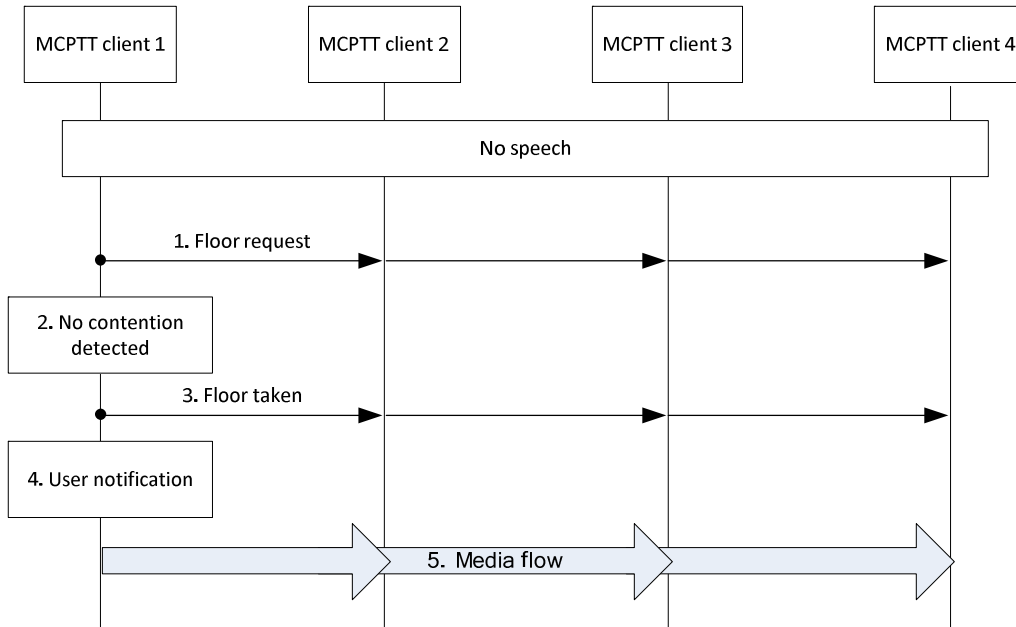 MCPTT client 1
MCPTT client 2
MCPTT client 3
MCPTT client 4
No speech
1. Floor request
2. No contention
detected
3. Floor taken
4. User notification
5. Media flow